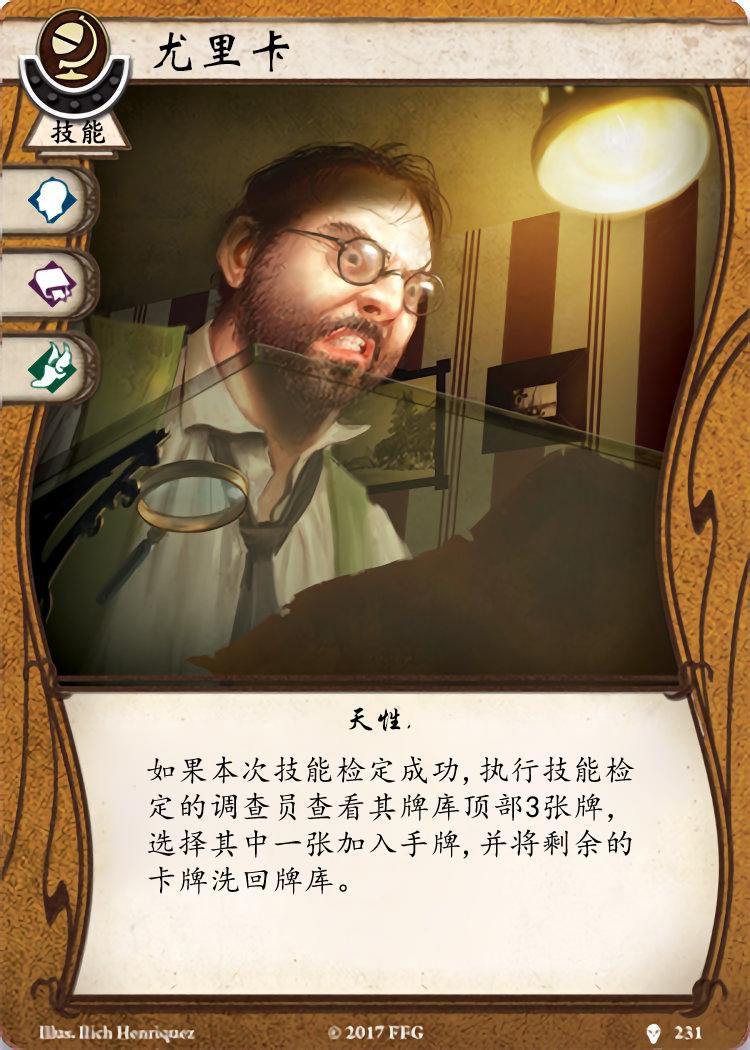 尤里卡
技能
天性.
如果本次技能检定成功,执行技能检
定的调查员查看其牌库顶部3张牌,
选择其中一张加入手牌,并将剩余的
卡牌洗回牌库。
Illus. Rich Henriquez
© 2017 FFG
231